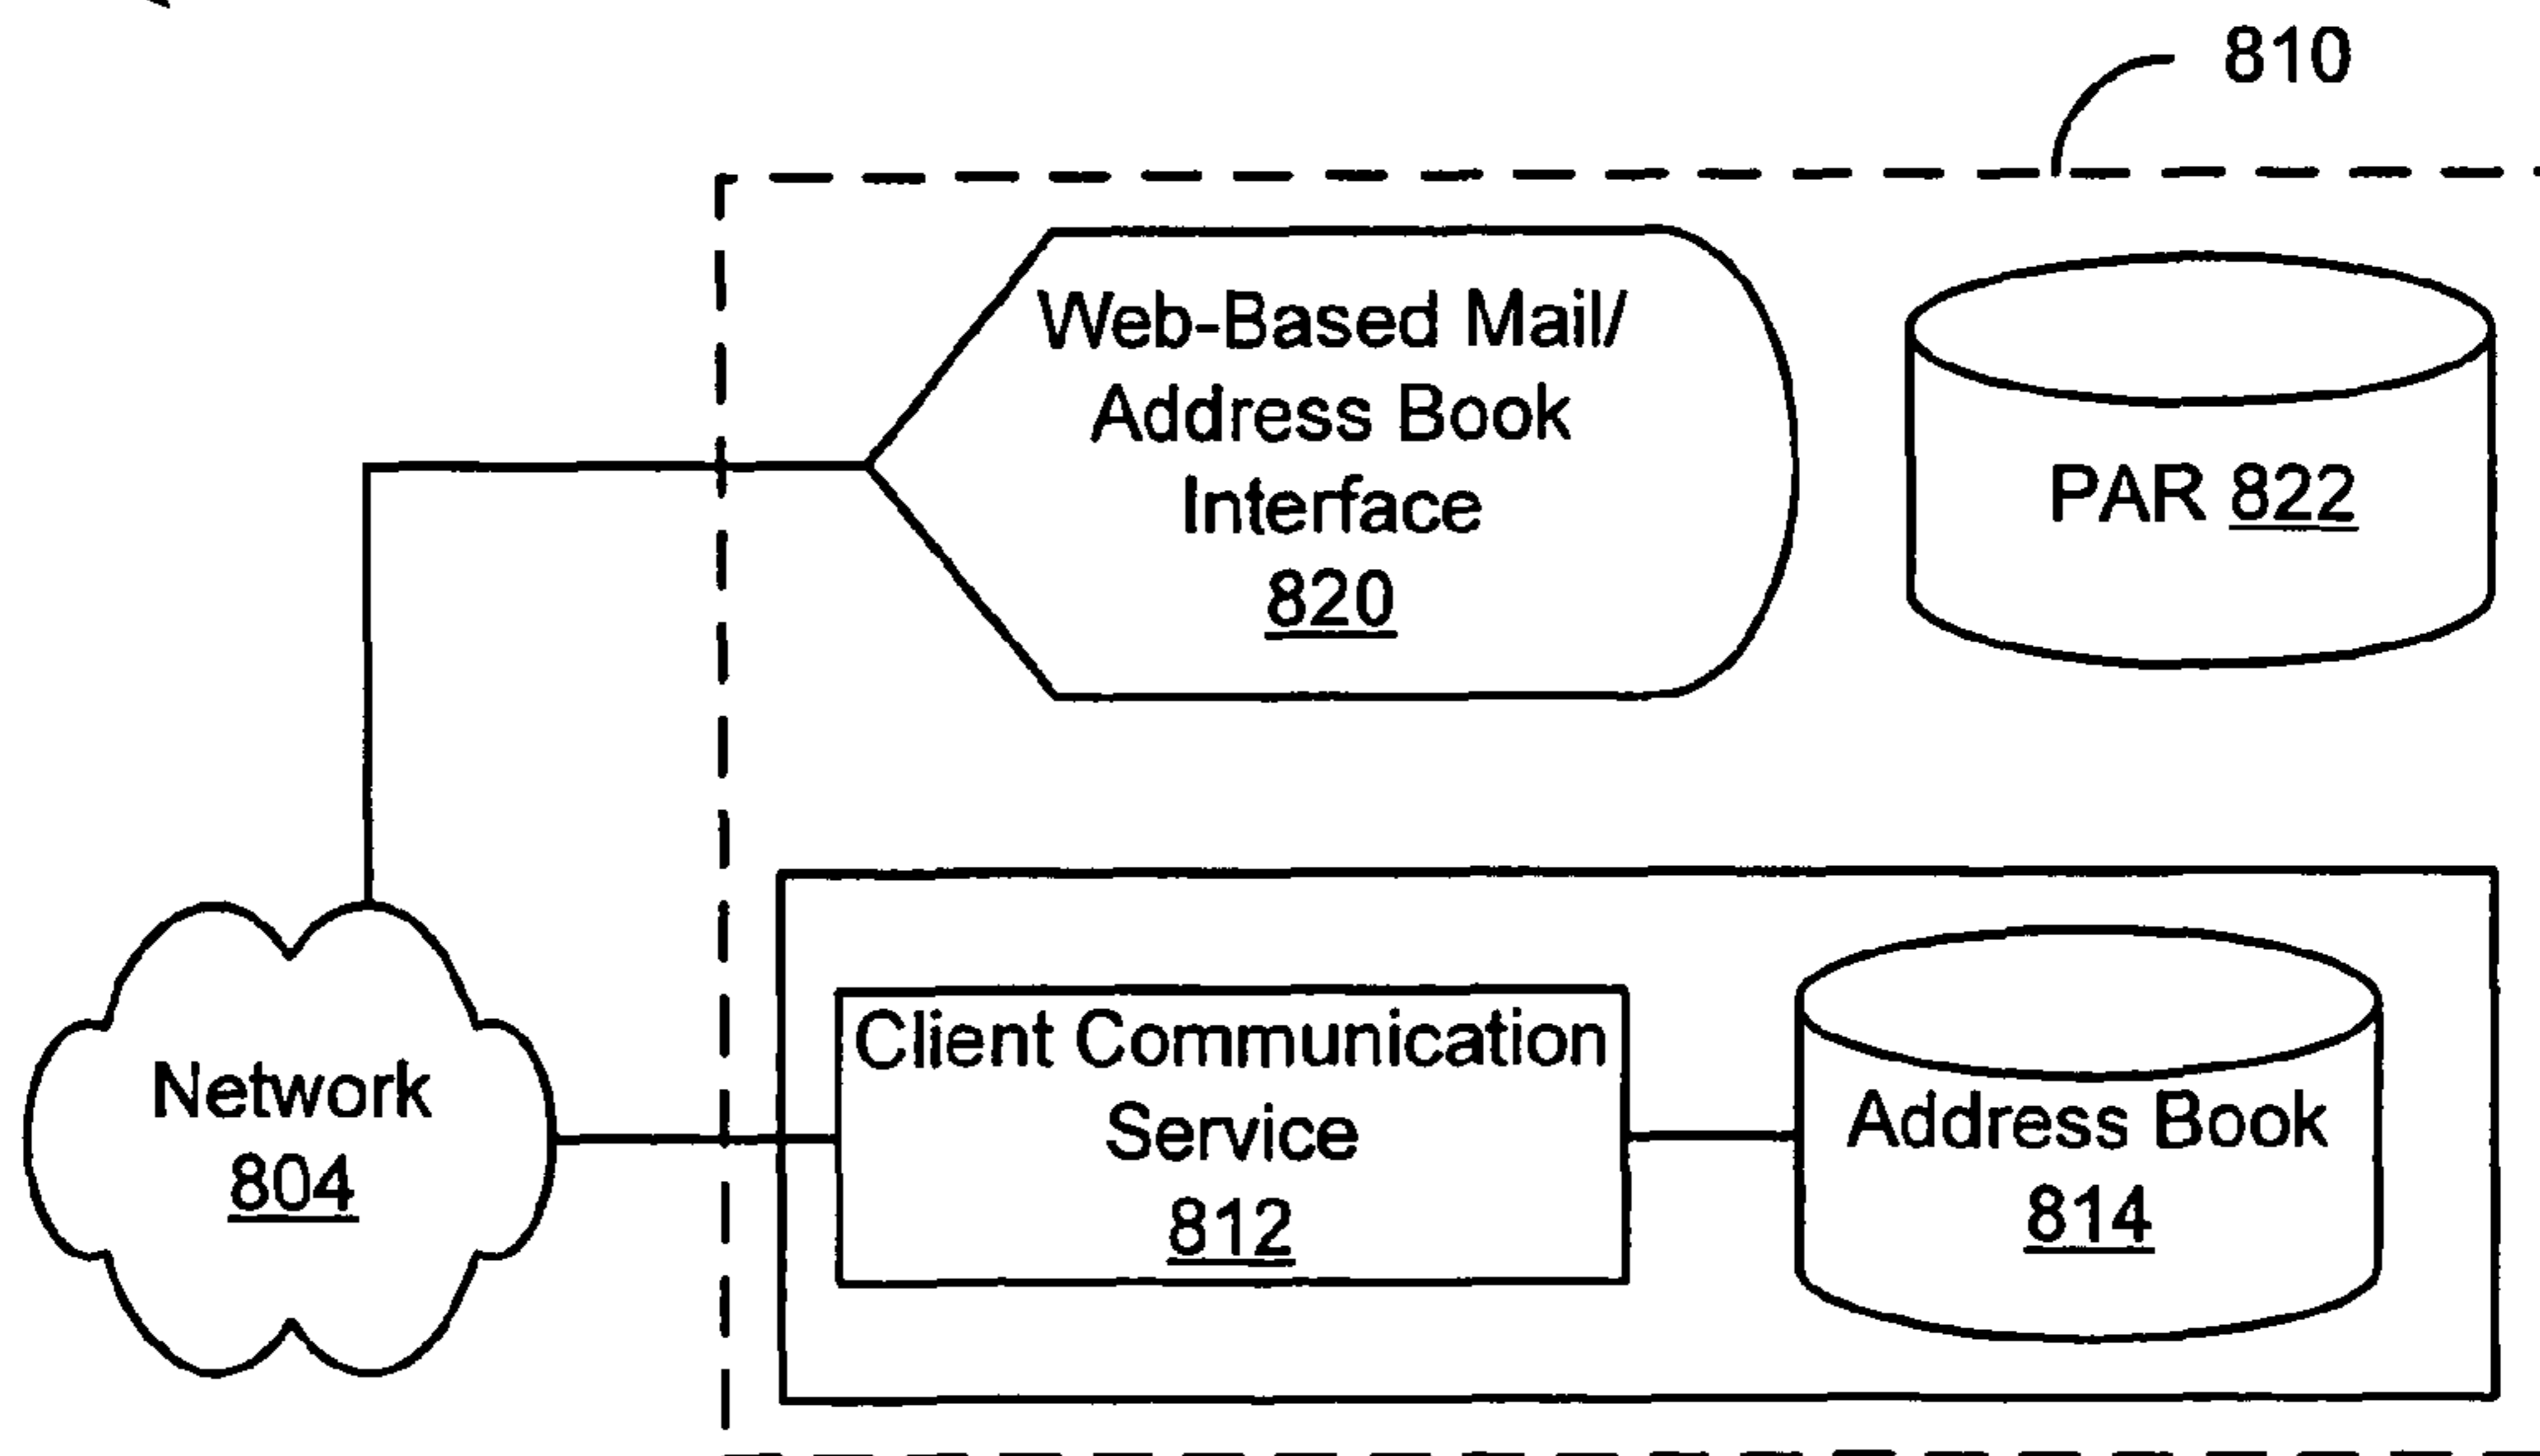 810
Web-Based Mail/
Address Book
Interface
820
PAR 822
Network
804
Client Communication
Service
812
Address Book
814